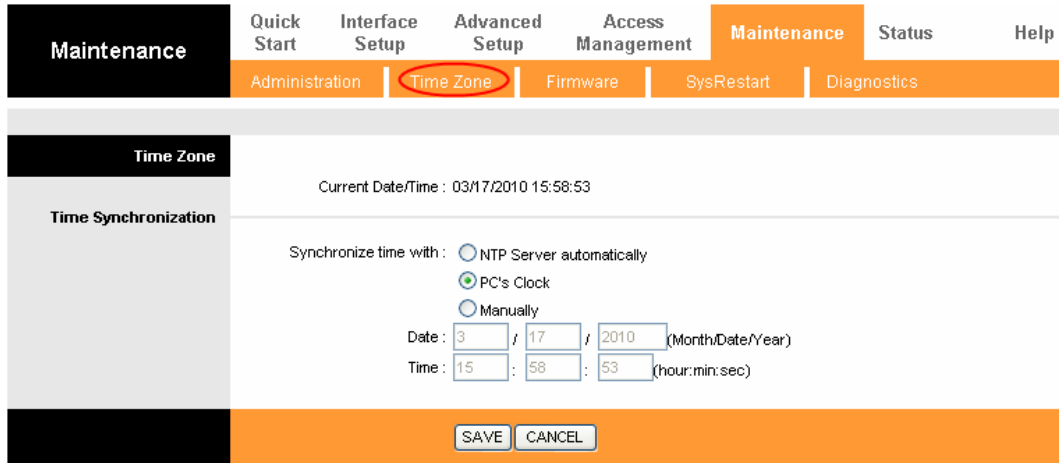 Maintenance
Quick Start
Interface Setup
Advanced Setup
Access Management
Maintenance
Status
Help
Administration
Time Zone
Firmware
SysRestart
Diagnostics
Time Zone
Current Date/Time : 03/17/2010 15:58:53
Time Synchronization
Synchronize time with : NTP Server automatically
PC's Clock
Manually
Date : 3 / 17 / 2010 (Month/Date/Year)
Time : 15 : 58 : 53 (hour:min:sec)
SAVE CANCEL